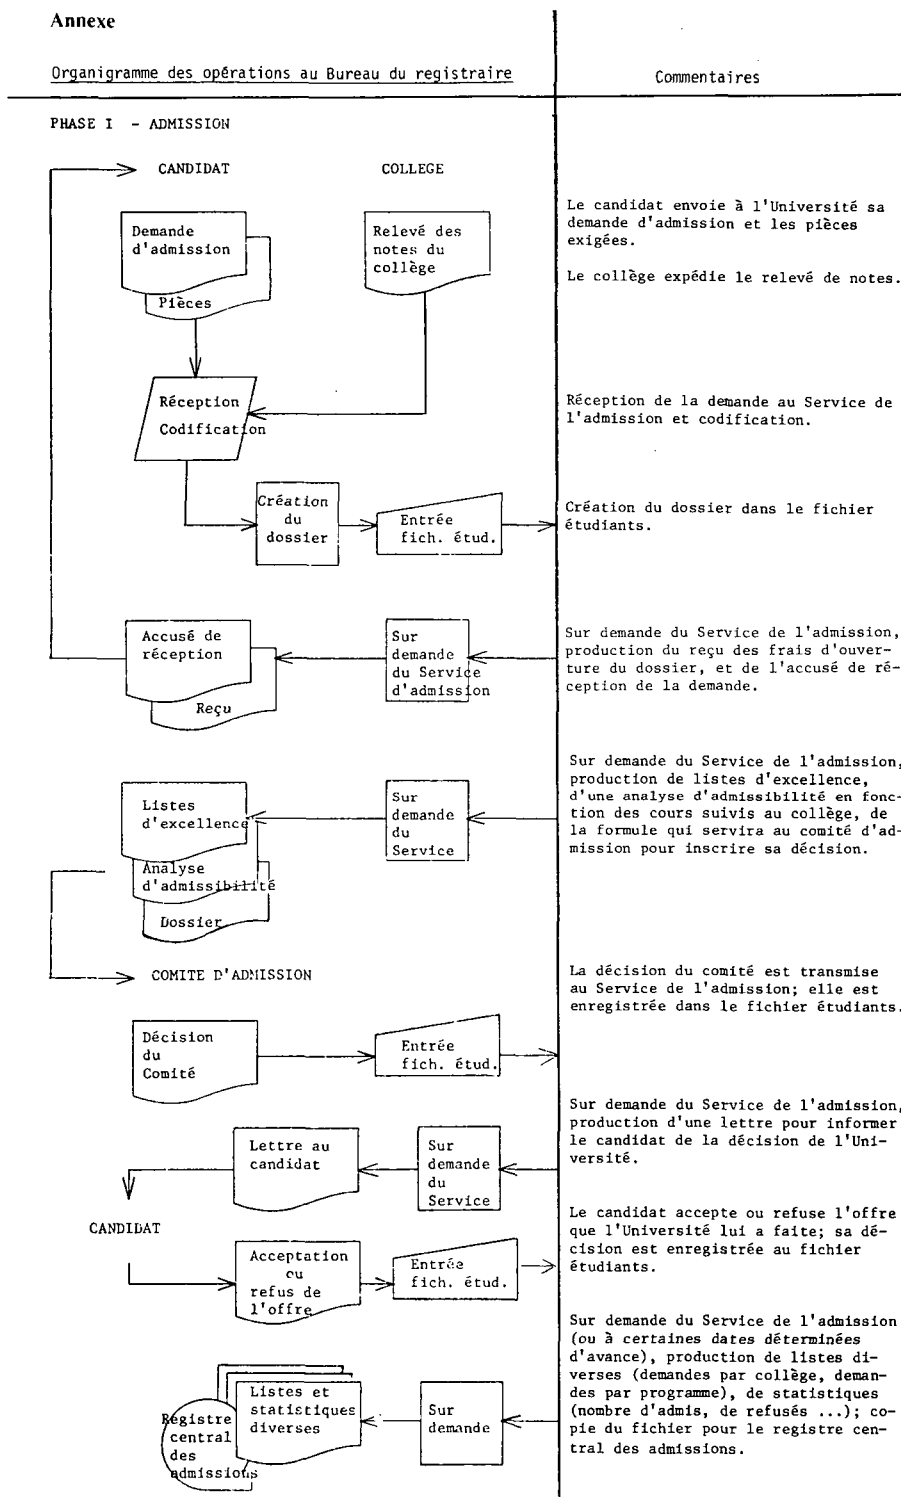 Annexe
Organigramme des opérations au Bureau du registraire
Commentaires
PHASE I - ADMISSION
CANDIDAT
COLLEGE
Demande
d'admission
Pièces
Relevé des
notes du
collège
Le candidat envoie à l'Université sa
demande d'admission et les pièces
exigées.
Le collège expédie le relevé de notes.
Réception
Codification
Réception de la demande au Service de
l'admission et codification.
Création
du
dossier
Entrée
fich. étud.
Création du dossier dans le fichier
étudiants.
Accusé de
réception
Reçu
Sur
demande
du Service
d'admission
Sur demande du Service de l'admission,
production du reçu des frais d'ouver-
ture du dossier, et de l'accusé de ré-
ception de la demande.
Listes
d'excellence
Analyse
d'admissibilité
Dossier
Sur
demande
du
Service
Sur demande du Service de l'admission,
production de listes d'excellence,
d'une analyse d'admissibilité en fonc-
tion des cours suivis au collège, de
la formule qui servira au comité d'ad-
mission pour inscrire sa décision.
COMITE D'ADMISSION
La décision du comité est transmise
au Service de l'admission; elle est
enregistrée dans le fichier étudiants.
Décision
du
Comité
Entrée
fich. étud.
Lettre au
candidat
Sur
demande
du
Service
Sur demande du Service de l'admission,
production d'une lettre pour informer
le candidat de la décision de l'Uni-
versité.
CANDIDAT
Acceptation
ou
refus de
l'offre
Entrée
fich. étud.
Le candidat accepte ou refuse l'offre
que l'Université lui a faite; sa dé-
cision est enregistrée au fichier
étudiants.
Registre
central
des
admissions
Listes et
statistiques
diverses
Sur
demande
Sur demande du Service de l'admission
(ou à certaines dates déterminées
d'avance), production de listes di-
verses (demandes par collège, deman-
des par programme), de statistiques
(nombre d'admis, de refusés ...); co-
pie du fichier pour le registre cen-
tral des admissions.